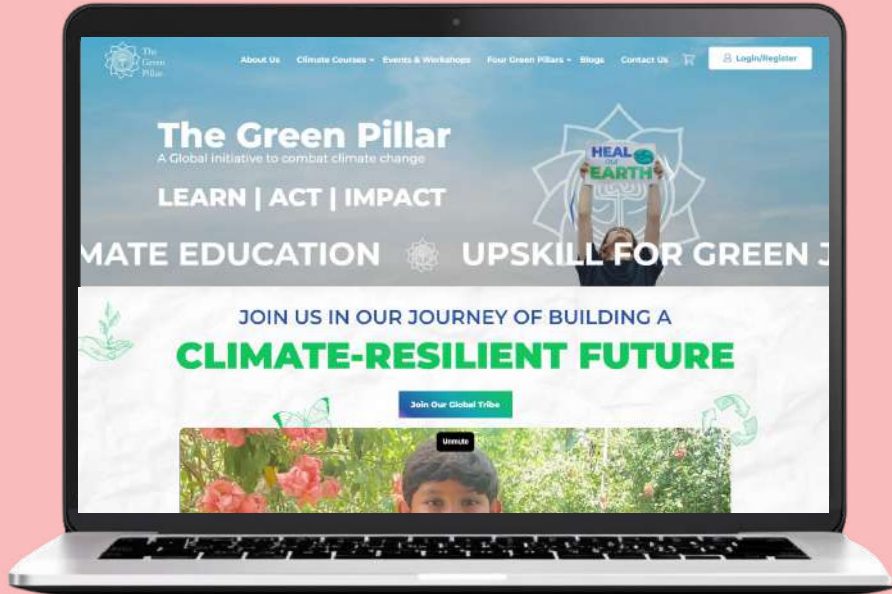 The
Green
Pillar
About Us Climate Courses Events & Workshops Four Green Pillars Blogs Contact Us Login/Register
The Green Pillar
A Global initiative to combat climate change
LEARN | ACT | IMPACT
HEAL
our
EARTH
MATE EDUCATION UPSKILL FOR GREEN J
JOIN US IN OUR JOURNEY OF BUILDING A
CLIMATE-RESILIENT FUTURE
Join Our Global Tribe
Unmute